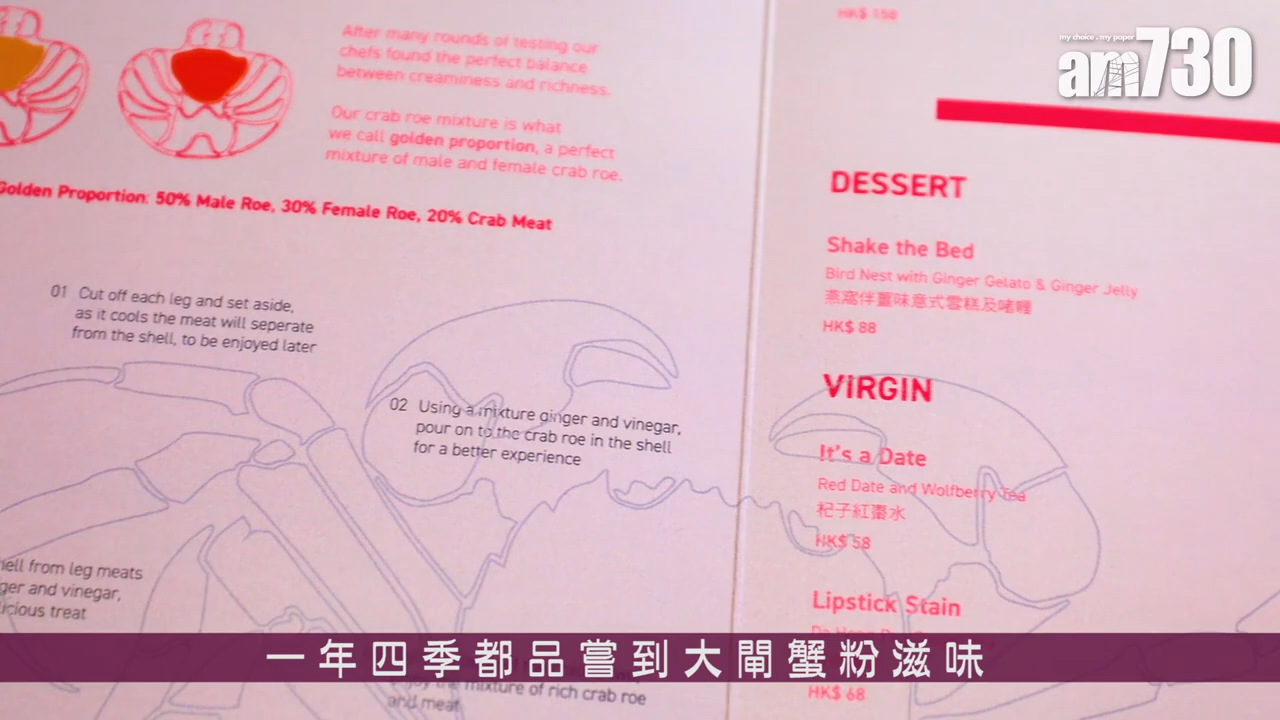 my choice . my paper
am730
After many rounds of testing our
chefs found the perfect balance
between creaminess and richness.
Our crab roe mixture is what
we call golden proportion, a perfect
mixture of male and female crab roe.
Golden Proportion: 50% Male Roe, 30% Female Roe, 20% Crab Meat
01 Cut off each leg and set aside,
as it cools the meat will seperate
from the shell, to be enjoyed later
02 Using a mixture ginger and vinegar,
pour on to the crab roe in the shell
for a better experience
from leg meats
and vinegar,
treat
mixture of rich crab roe
and meat
HK$ 158
DESSERT
Shake the Bed
Bird Nest with Ginger Gelato & Ginger Jelly
燕窩伴薑味意式雪糕及啫喱
HK$ 88
VIRGIN
It's a Date
Red Date and Wolfberry Tea
杞子紅棗水
HK$ 58
Lipstick Stain
HK$ 68
一年四季都品嘗到大閘蟹粉滋味